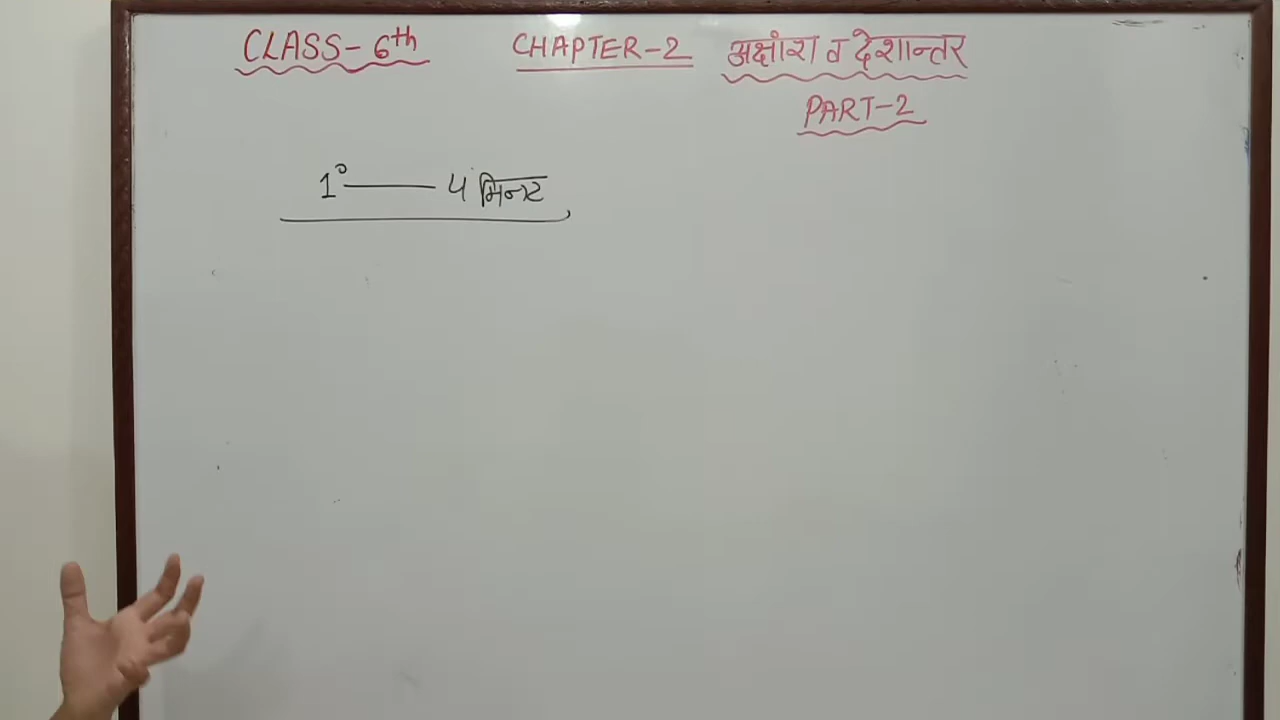 CLASS-6th CHAPTER-2 अक्षांश व देशान्तर
PART-2
1° — 4 मिनट